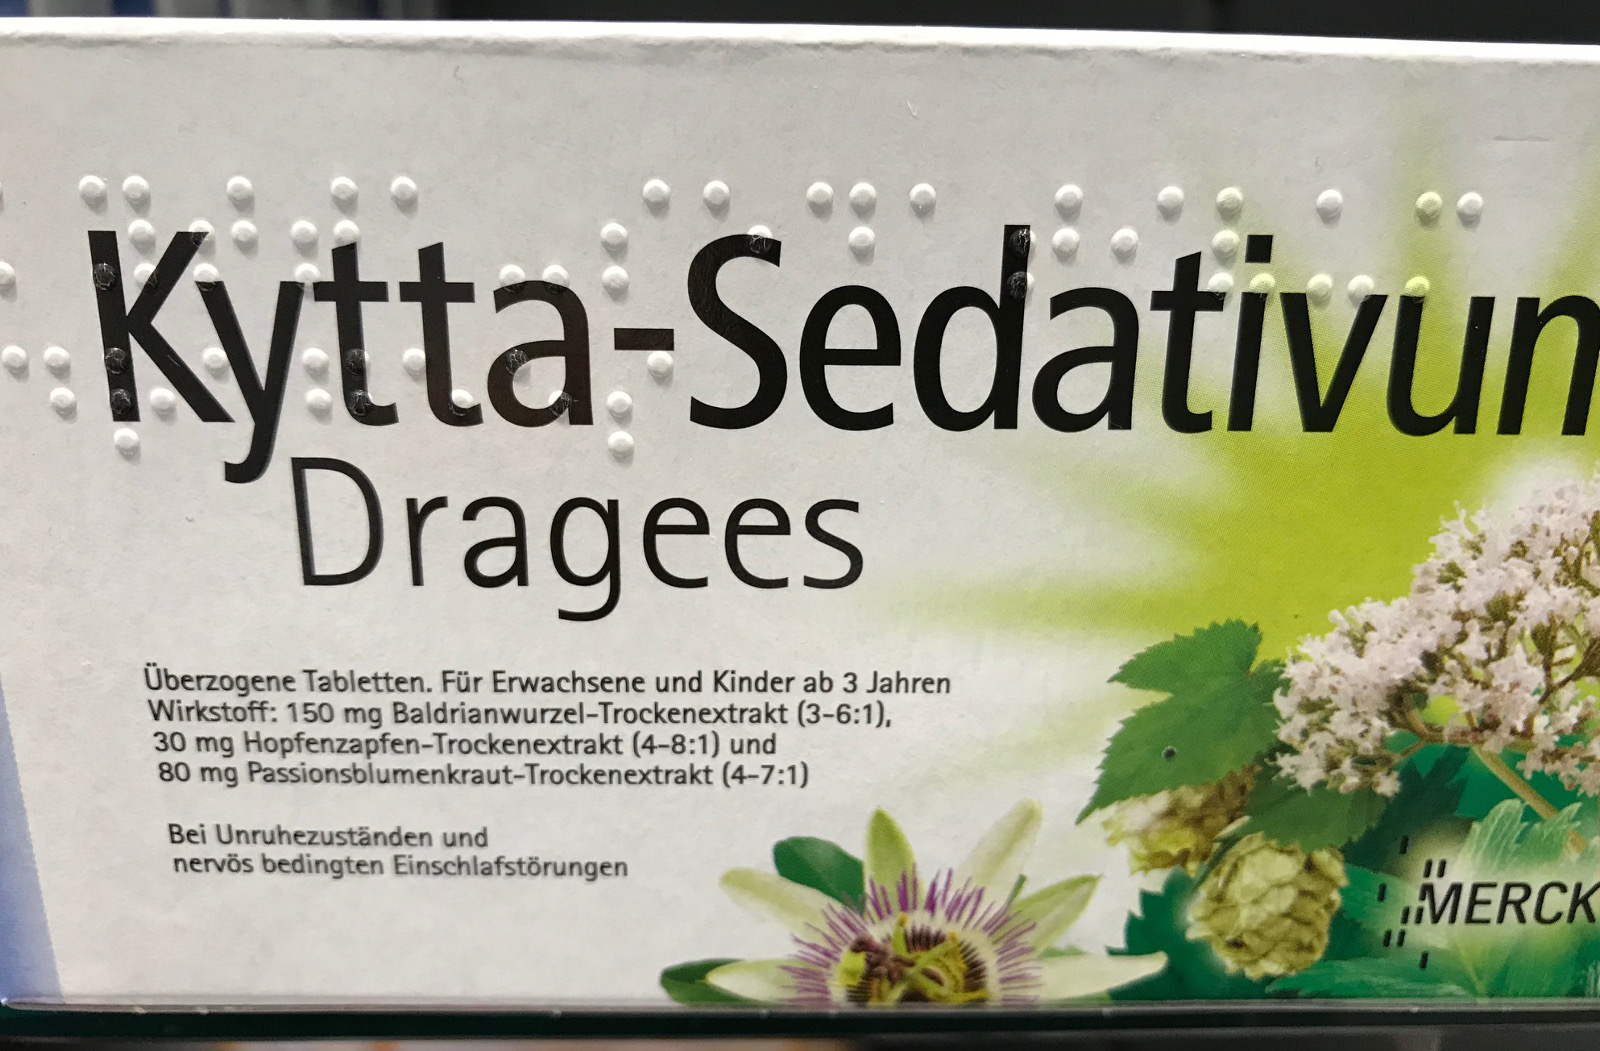 Kytta-Sedativum
Dragees
Überzogene Tabletten. Für Erwachsene und Kinder ab 3 Jahren
Wirkstoff: 150 mg Baldrianwurzel-Trockenextrakt (3-6:1),
30 mg Hopfenzapfen-Trockenextrakt (4-8:1) und
80 mg Passionsblumenkraut-Trockenextrakt (4-7:1)
Bei Unruhezuständen und
nervös bedingten Einschlafstörungen
MERCK